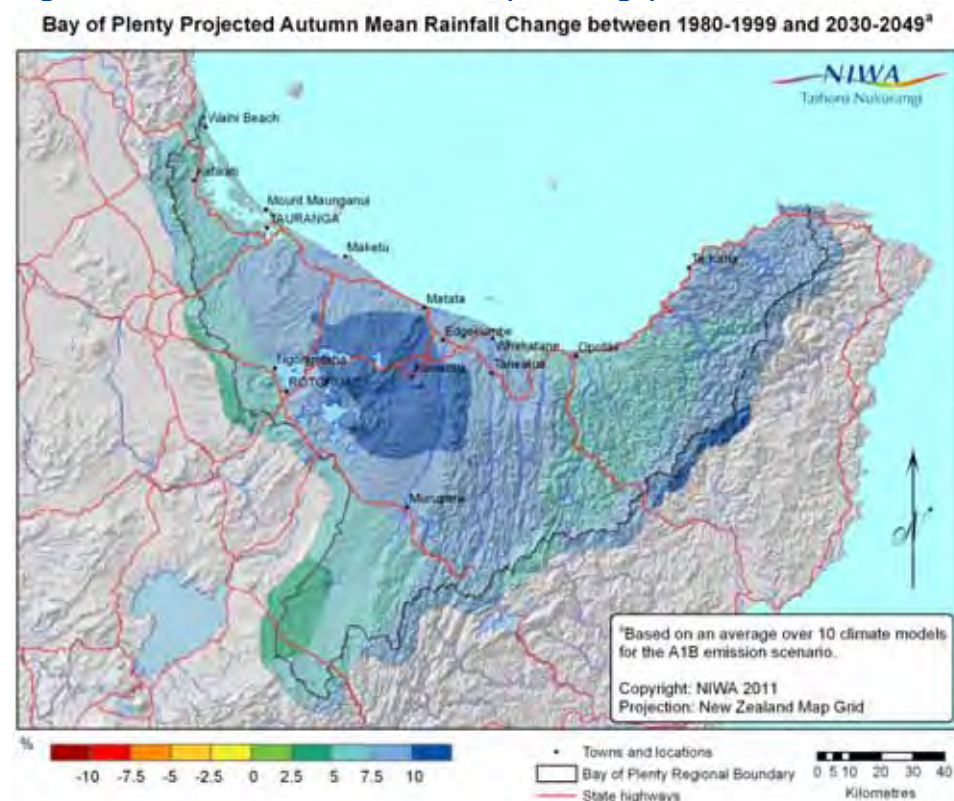 Bay of Plenty Projected Autumn Mean Rainfall Change between 1980-1999 and 2030-2049ª
NIWA
Taihoro Nukurangi
Waihi Beach
Katikati
Mount Maunganui
TAURANGA
Maketu
Te Kaha
Matata
Edgecumbe
Whakatane
Opotiki
Taneatua
Ngongotaha
Kawerau
ROTORUA
Murupara
N
ªBased on an average over 10 climate models
for the A1B emission scenario.
Copyright: NIWA 2011
Projection: New Zealand Map Grid
%
-10 -7.5 -5 -2.5 0 2.5 5 7.5 10
Towns and locations
Bay of Plenty Regional Boundary
State highways
0 5 10 20 30 40
Kilometres